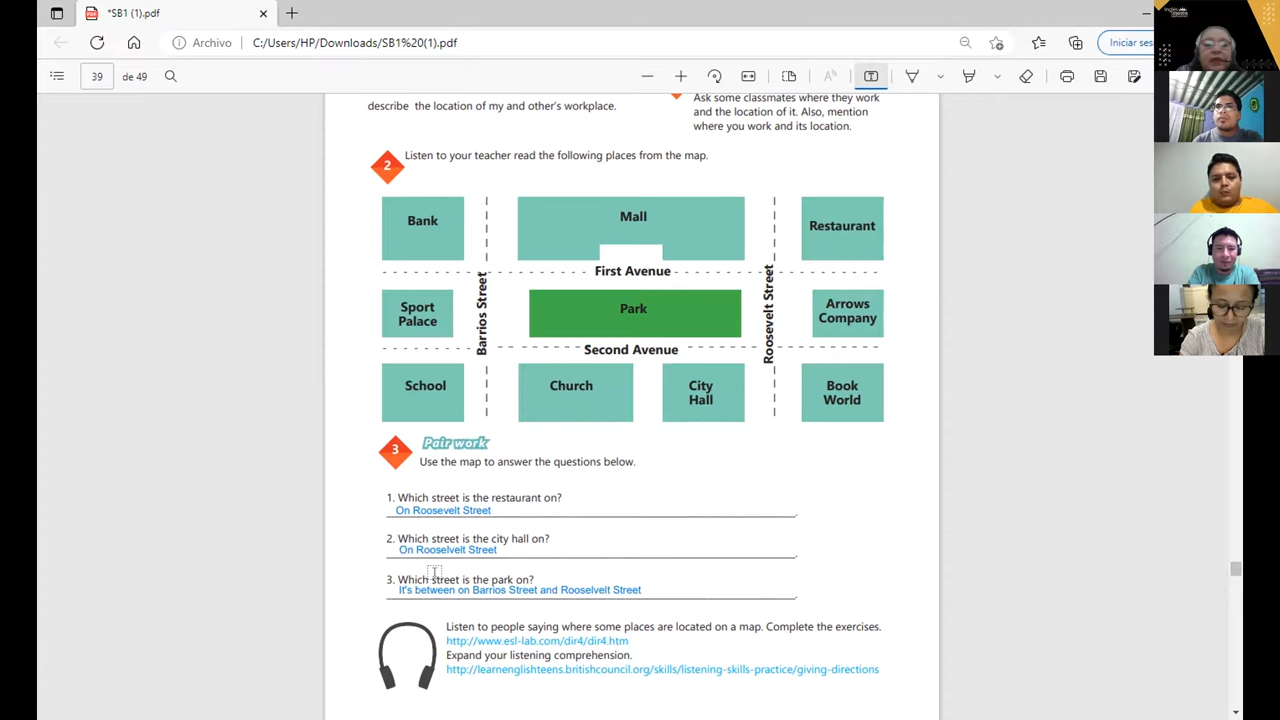 *SB1 (1).pdf
Archivo C:/Users/HP/Downloads/SB1%20(1).pdf
Iniciar ses
39 de 49
describe the location of my and other's workplace.
Ask some classmates where they work
and the location of it. Also, mention
where you work and its location.
2 Listen to your teacher read the following places from the map.
Bank
Mall
Restaurant
First Avenue
Sport
Palace
Barrios Street
Park
Roosevelt Street
Arrows
Company
Second Avenue
School
Church
City
Hall
Book
World
3 Pair work
Use the map to answer the questions below.
1. Which street is the restaurant on?
On Roosevelt Street
2. Which street is the city hall on?
On Rooselvelt Street
3. Which street is the park on?
It's between on Barrios Street and Rooselvelt Street
Listen to people saying where some places are located on a map. Complete the exercises.
http://www.esl-lab.com/dir4/dir4.htm
Expand your listening comprehension.
http://learnenglishteens.britishcouncil.org/skills/listening-skills-practice/giving-directions